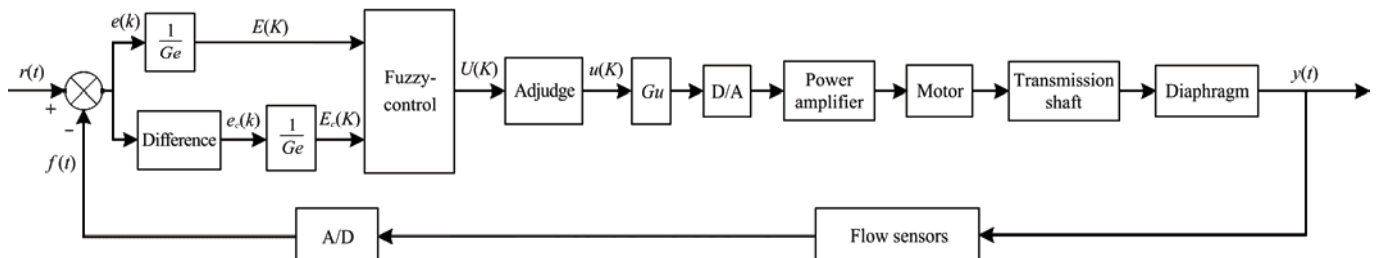 e(k)
1
Ge
E(K)
r(t)
+
−
Fuzzy-
control
U(K)
Adjudge
u(K)
Gu
D/A
Power
amplifier
Motor
Transmission
shaft
Diaphragm
y(t)
Difference
e_c(k)
1
Ge
E_c(K)
f(t)
A/D
Flow sensors